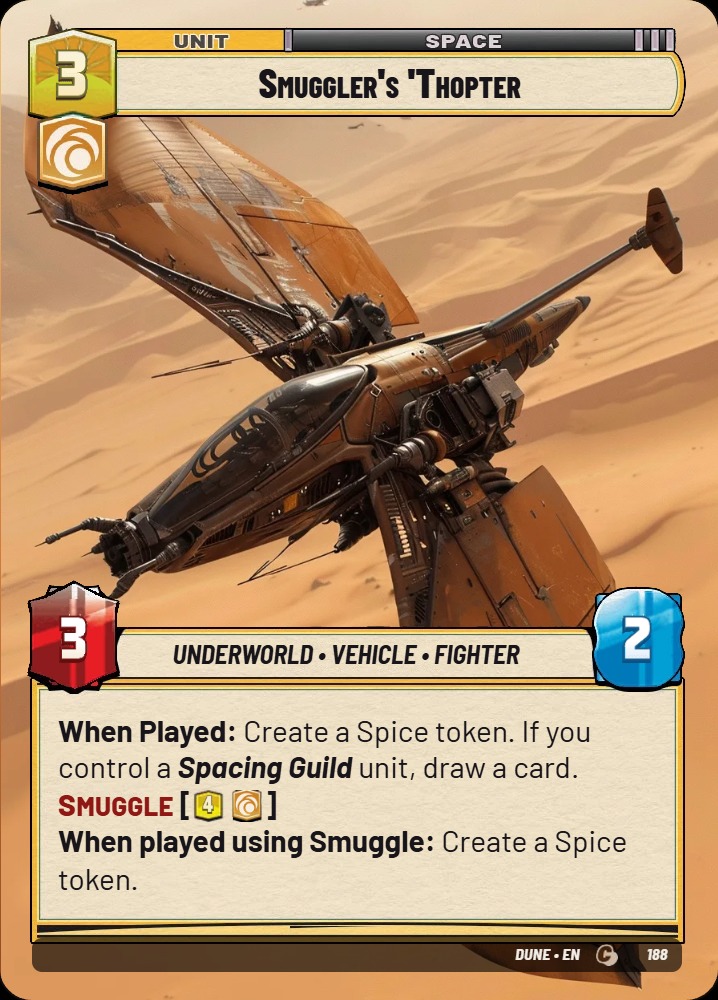 UNIT
SPACE
3
SMUGGLER'S 'THOPTER
3
UNDERWORLD • VEHICLE • FIGHTER
2
When Played: Create a Spice token. If you
control a Spacing Guild unit, draw a card.
SMUGGLE [4 ]
When played using Smuggle: Create a Spice
token.
DUNE • EN C 188